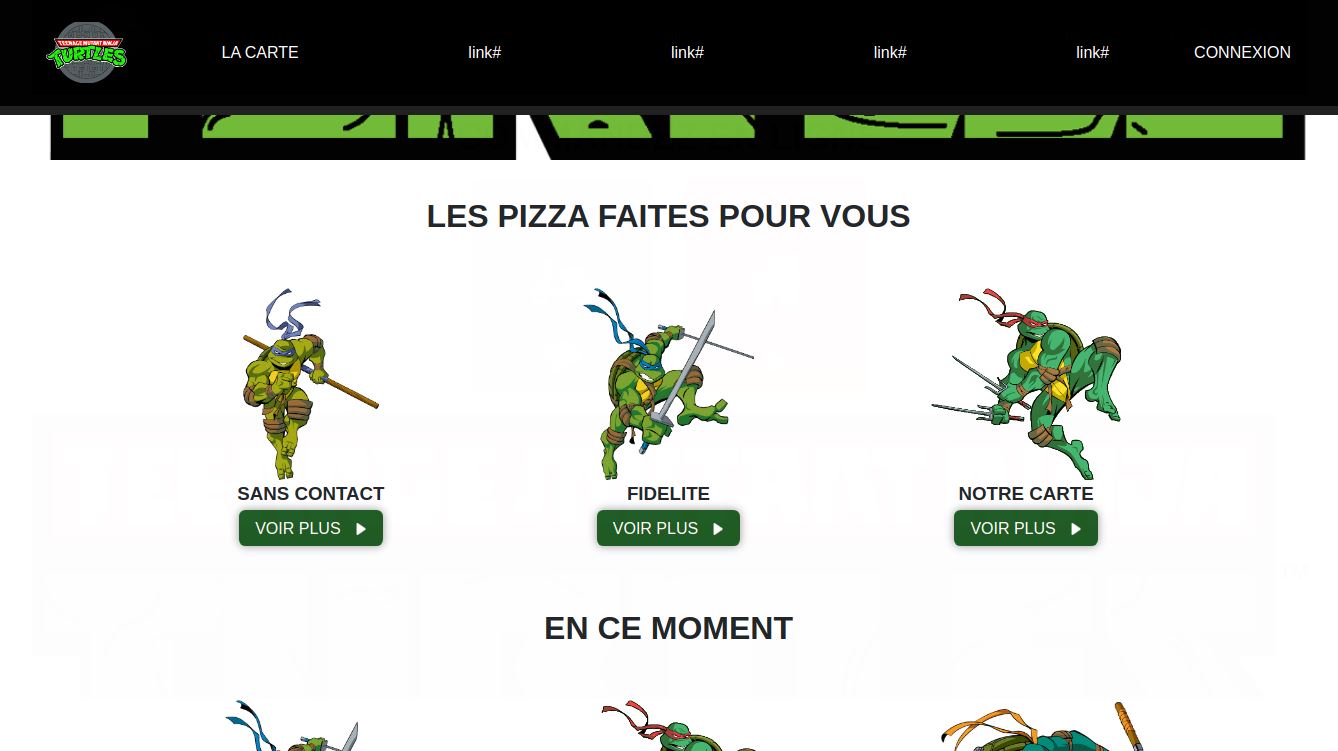 TEENAGE MUTANT NINJA
TURTLES
LA CARTE
link#
link#
link#
link#
CONNEXION
LES PIZZA FAITES POUR VOUS
SANS CONTACT
FIDELITE
NOTRE CARTE
VOIR PLUS
VOIR PLUS
VOIR PLUS
EN CE MOMENT